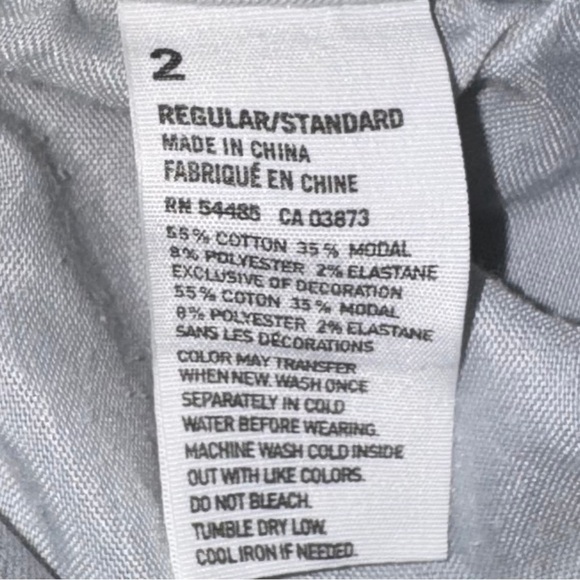 2
REGULAR/STANDARD
MADE IN CHINA
FABRIQUÉ EN CHINE
RN 54485 CA 03873
55% COTTON 35% MODAL
8% POLYESTER 2% ELASTANE
EXCLUSIVE OF DECORATION
55% COTON 35% MODAL
8% POLYESTER 2% ELASTANE
SANS LES DÉCORATIONS
COLOR MAY TRANSFER
WHEN NEW. WASH ONCE
SEPARATELY IN COLD
WATER BEFORE WEARING.
MACHINE WASH COLD INSIDE
OUT WITH LIKE COLORS.
DO NOT BLEACH.
TUMBLE DRY LOW.
COOL IRON IF NEEDED.